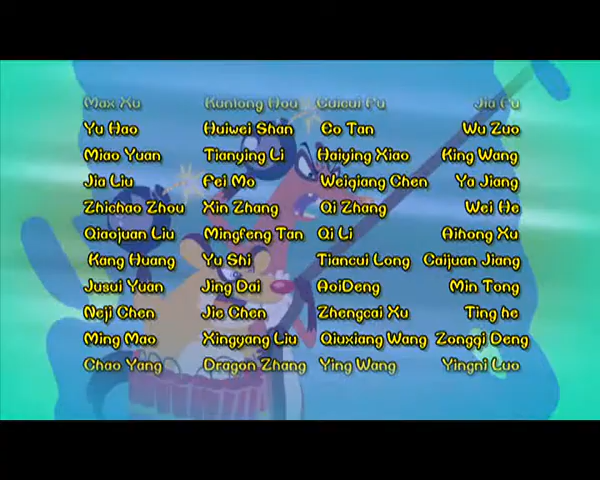 Max Xu Kunlong Hou Cuicui Fu Jia Fu
Yu Hao Huiwei Shan Bo Tan Wu Zuo
Miao Yuan Tianying Li Haiying Xiao King Wang
Jia Liu Fei Mo Weiqiang Chen Ya Jiang
Zhichao Zhou Xin Zhang Qi Zhang Wei He
Qiaojuan Liu Mingfeng Tan Qi Li Aihong Xu
Kang Huang Yu Shi Tiancui Long Caijuan Jiang
Jusui Yuan Jing Dai AoiDeng Min Tong
Neji Chen Jie Chen Zhengcai Xu Ting he
Ming Mao Xingyang Liu Qiuxiang Wang Zongqi Deng
Chao Yang Dragon Zhang Ying Wang Yingni Luo